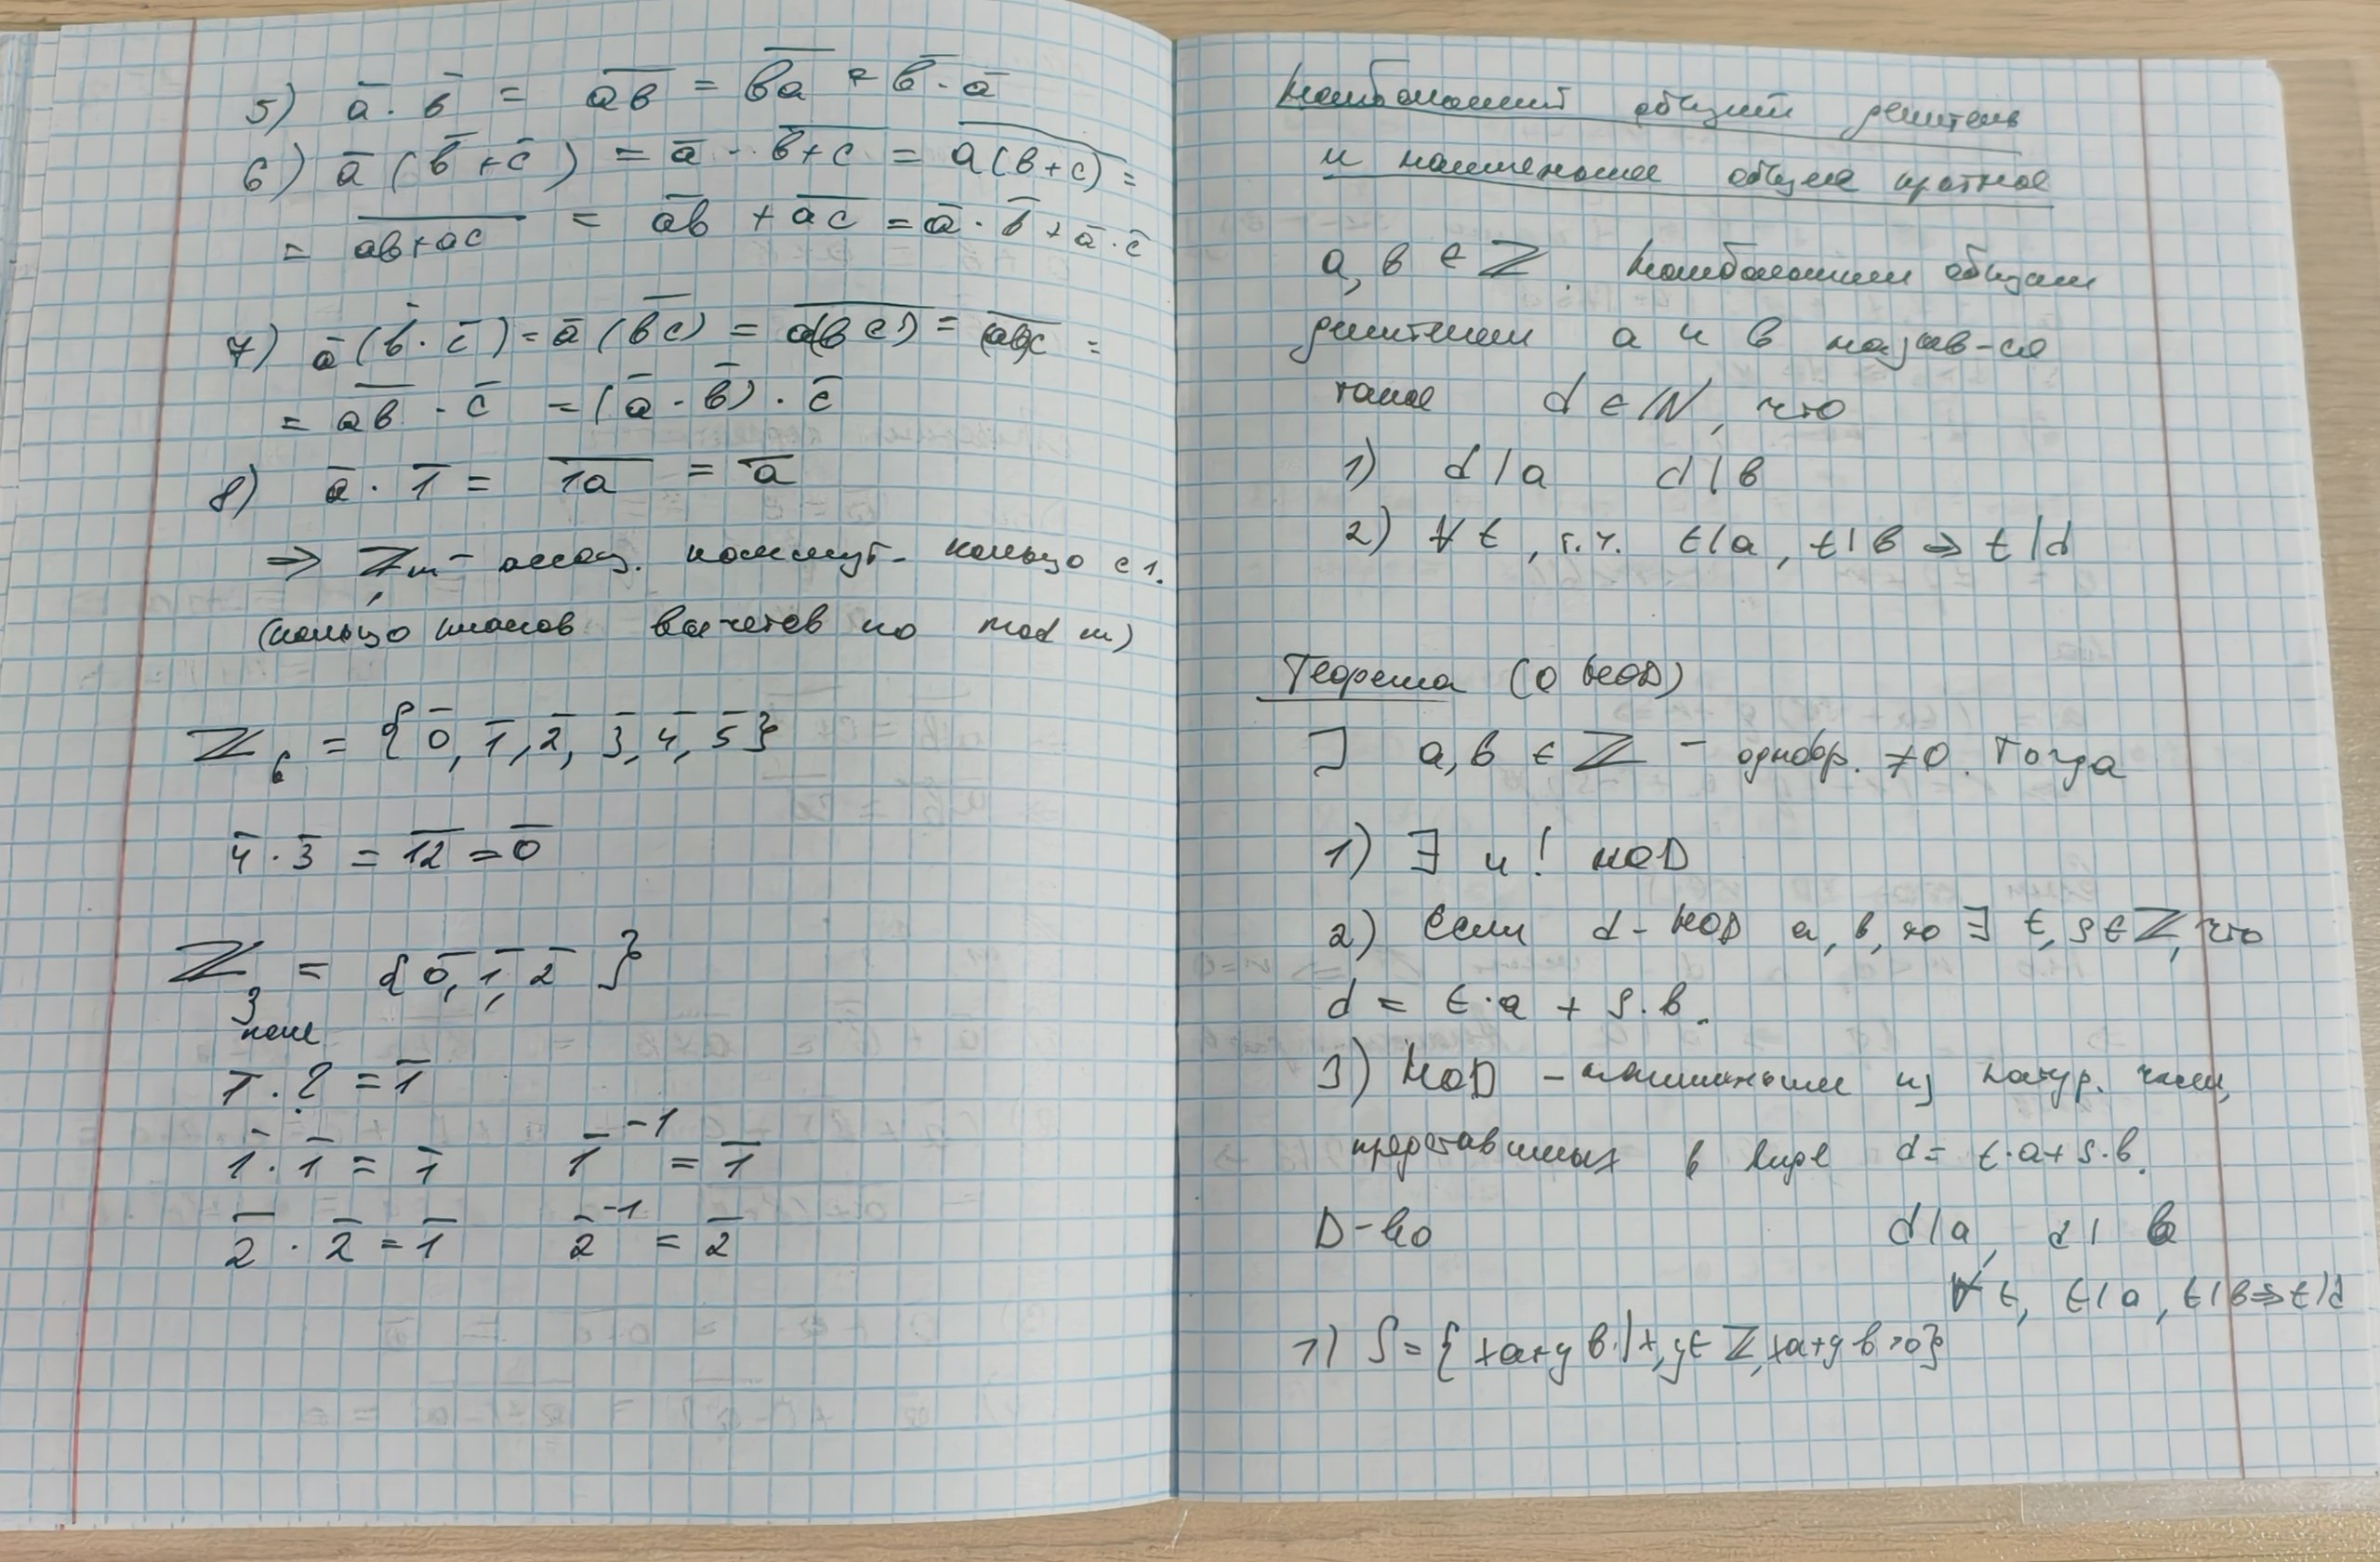 5) ā · b̄ = \overline{ab} = \overline{ba} = b̄ · ā
6) ā (b̄ + c̄) = ā · \overline{b+c} = \overline{a(b+c)} =
= \overline{ab+ac} = \overline{ab} + \overline{ac} = ā · b̄ + ā · c̄
7) ā (b̄ · c̄) = ā (\overline{bc}) = \overline{a(bc)} = \overline{(ab)c} =
= \overline{ab} · c̄ = (ā · b̄) · c̄
8) ā · 1̄ = \overline{1a} = ā
⇒ ℤm - ассоц. коммут. кольцо с 1.
(кольцо классов вычетов по mod m)
ℤ₆ = {0̄, 1̄, 2̄, 3̄, 4̄, 5̄}
4̄ · 3̄ = \overline{12} = 0̄
ℤ₃ = {0̄, 1̄, 2̄}
поле
1̄ · ? = 1̄
1̄ · 1̄ = 1̄ 1̄⁻¹ = 1̄
2̄ · 2̄ = 1̄ 2̄⁻¹ = 2̄
Наибольший общий делитель
и наименьшее общее кратное
a, b ∈ ℤ. Наибольшим общим
делителем a и b назыв-ся
такое d ∈ ℕ, что
1) d | a d | b
2) ∀ t, т.ч. t | a, t | b ⇒ t | d
Теорема (о НОД)
] a, b ∈ ℤ - одновр. ≠ 0. Тогда
1) ∃ и ! НОД
2) Если d - НОД a, b, то ∃ t, s ∈ ℤ, что
d = t · a + s · b.
3) НОД - наименьшее из натур. чисел,
представимых в виде d = t · a + s · b.
D-во d | a, d | b
∀ t, t | a, t | b ⇒ t | d
1) S = { xa + yb | x, y ∈ ℤ, xa + yb > 0 }